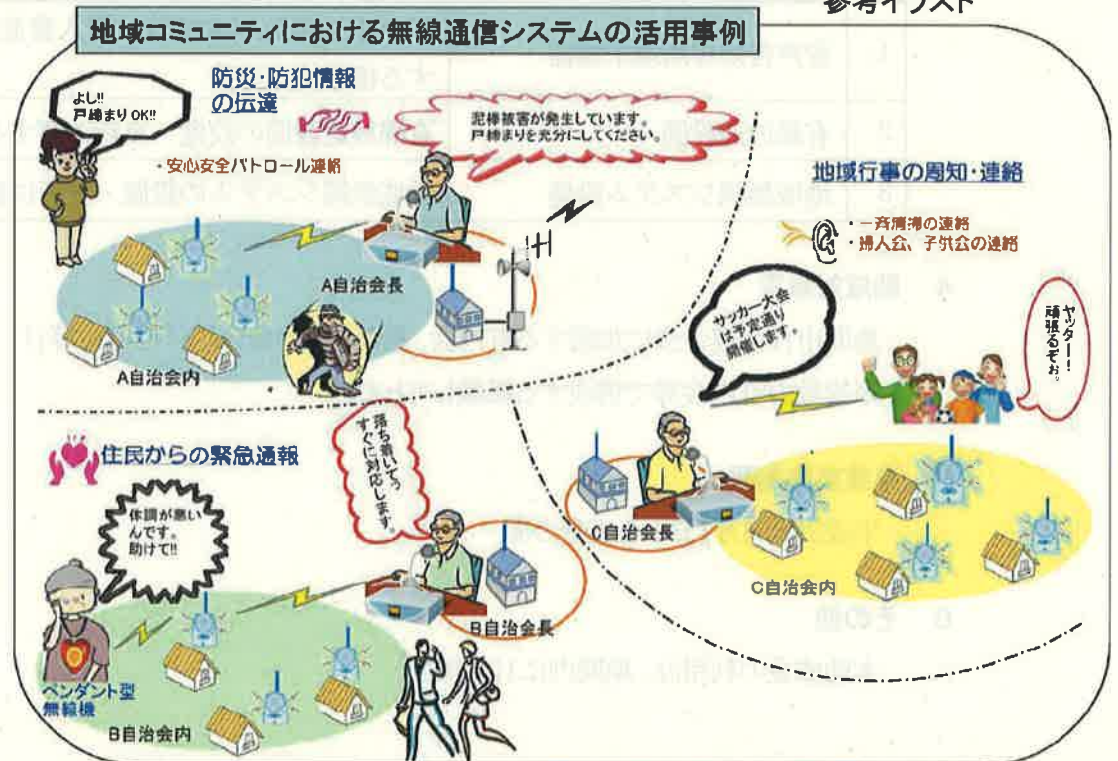 参考イラスト
地域コミュニティにおける無線通信システムの活用事例
防災・防犯情報
の伝達
よし!!
戸締まりOK!!
・安心安全パトロール連絡
泥棒被害が発生しています。
戸締まりを充分にしてください。
A自治会長
A自治会内
地域行事の周知・連絡
・一斉清掃の連絡
・婦人会、子供会の連絡
サッカー大会
は予定通り
開催します。
ヤッター!
頑張るぞぉ。
C自治会長
C自治会内
住民からの緊急通報
体調が悪い
んです。
助けて!!
落ち着いてっ
すぐに対応します。
B自治会長
ペンダント型
無線機
B自治会内